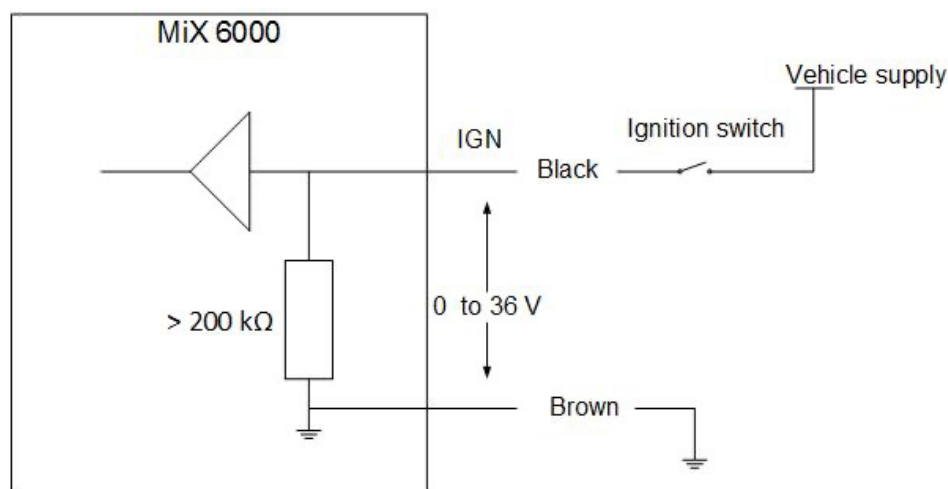 MiX 6000
Vehicle supply
Ignition switch
IGN
Black
0 to 36 V
> 200 kΩ
Brown